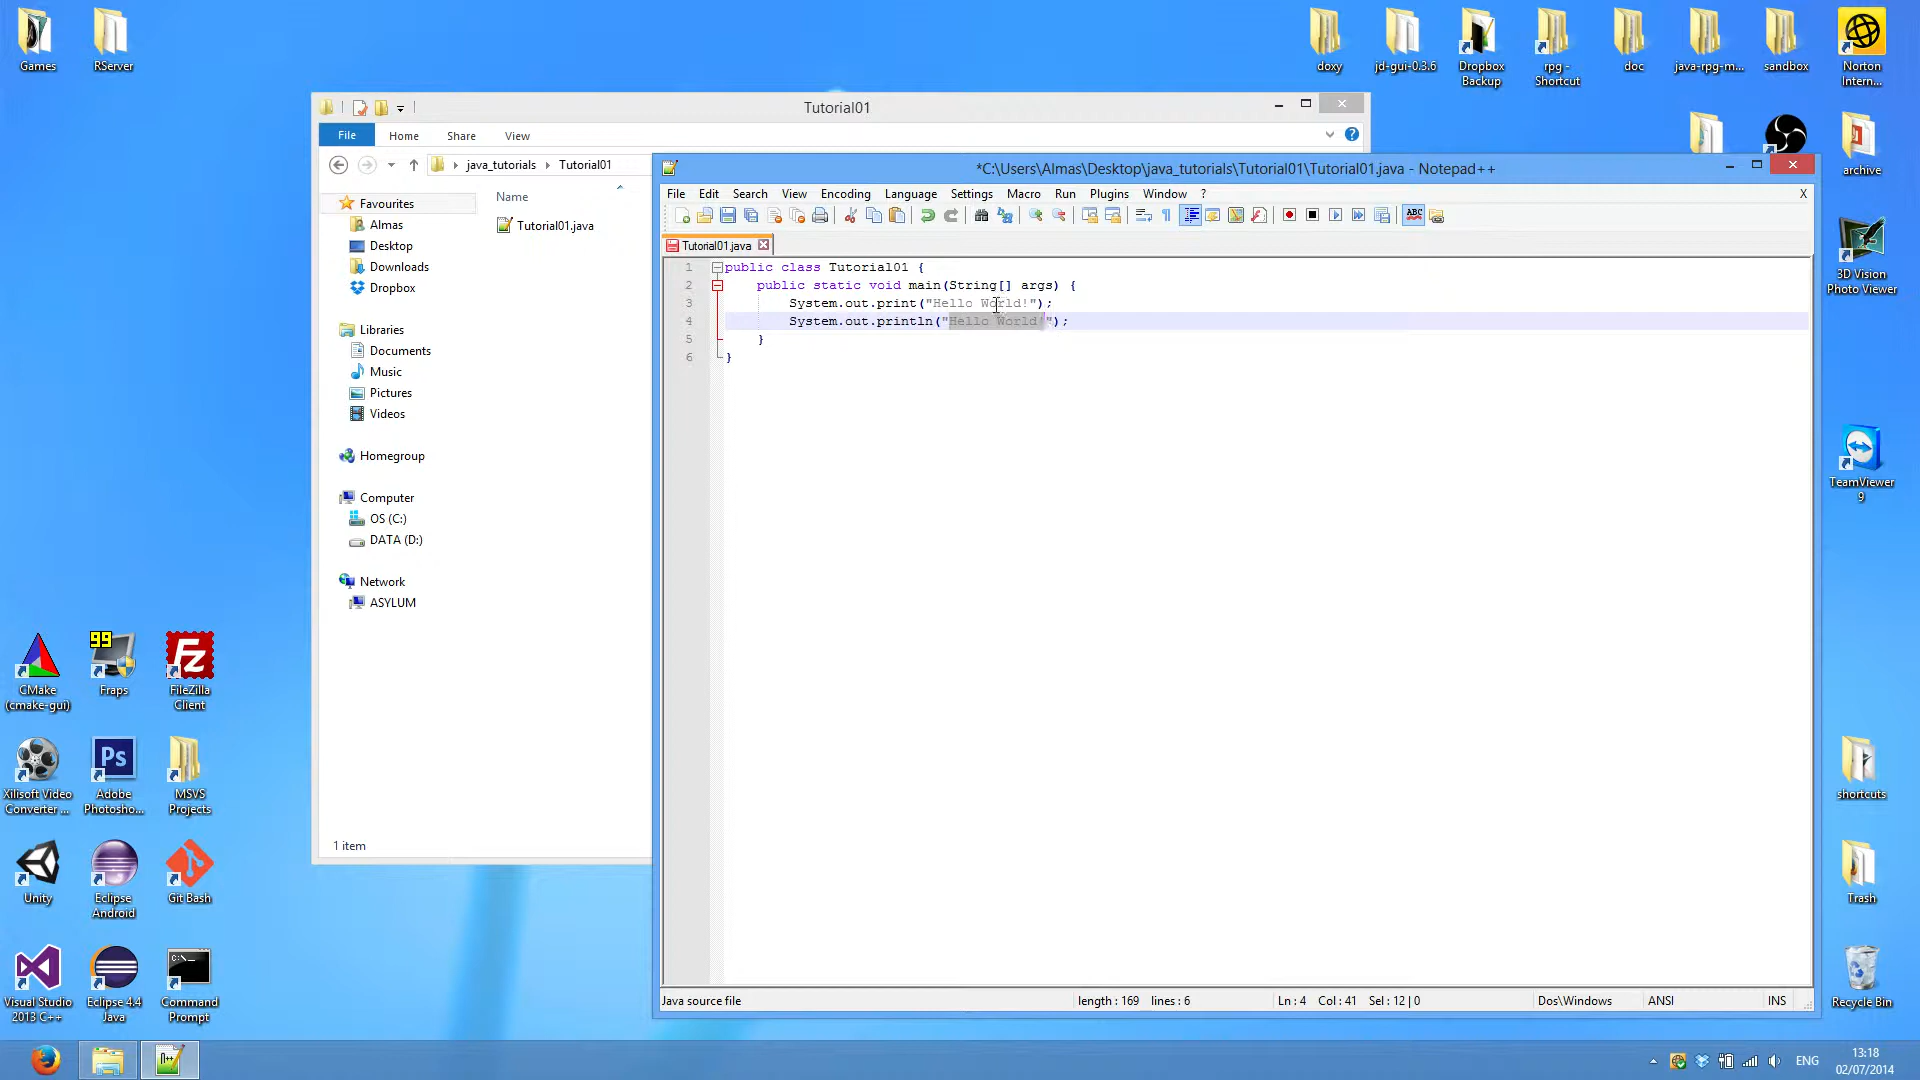 Games
RServer
doxy
jd-gui-0.3.6
Dropbox
Backup
rpg -
Shortcut
doc
java-rpg-m...
sandbox
Norton
Intern...
archive
3D Vision
Photo Viewer
TeamViewer
9
shortcuts
Trash
Recycle Bin
Tutorial01
File
Home
Share
View
java_tutorials
Tutorial01
Name
Favourites
Almas
Desktop
Downloads
Dropbox
Libraries
Documents
Music
Pictures
Videos
Homegroup
Computer
OS (C:)
DATA (D:)
Network
ASYLUM
Tutorial01.java
1 item
*C:\Users\Almas\Desktop\java_tutorials\Tutorial01\Tutorial01.java - Notepad++
File Edit Search View Encoding Language Settings Macro Run Plugins Window ?
X
ABC
Tutorial01.java
1 public class Tutorial01 {
2 public static void main(String[] args) {
3 System.out.print("Hello World!");
4 System.out.println("Hello World!");
5 }
6 }
Java source file
length : 169 lines : 6
Ln : 4 Col : 41 Sel : 12 | 0
Dos\Windows
ANSI
INS
99
Fz
CMake
(cmake-gui)
Fraps
FileZilla
Client
Ps
Xilisoft Video
Converter ...
Adobe
Photosho...
MSVS
Projects
Unity
Eclipse
Android
Git Bash
C:\_
Visual Studio
2013 C++
Eclipse 4.4
Java
Command
Prompt
ENG
13:18
02/07/2014